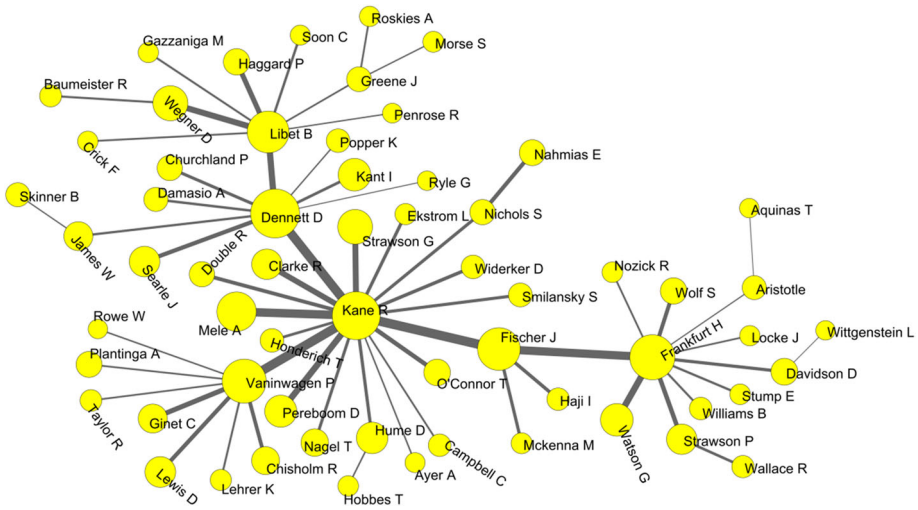 Roskies A
Gazzaniga M
Soon C
Morse S
Haggard P
Greene J
Baumeister R
Wegner D
Penrose R
Libet B
Crick F
Popper K
Nahmias E
Churchland P
Kant I
Ryle G
Skinner B
Damasio A
Dennett D
Ekstrom L
Nichols S
Aquinas T
James W
Searle J
Double R
Strawson G
Clarke R
Widerker D
Nozick R
Aristotle
Wolf S
Smilansky S
Kane R
Mele A
Rowe W
Honderich T
Fischer J
Frankfurt H
Locke J
Wittgenstein L
Plantinga A
Vaninwagen P
O'Connor T
Davidson D
Taylor R
Ginet C
Pereboom D
Haji I
Stump E
Williams B
Nagel T
Hume D
Campbell C
Mckenna M
Watson G
Strawson P
Lewis D
Lehrer K
Chisholm R
Ayer A
Wallace R
Hobbes T